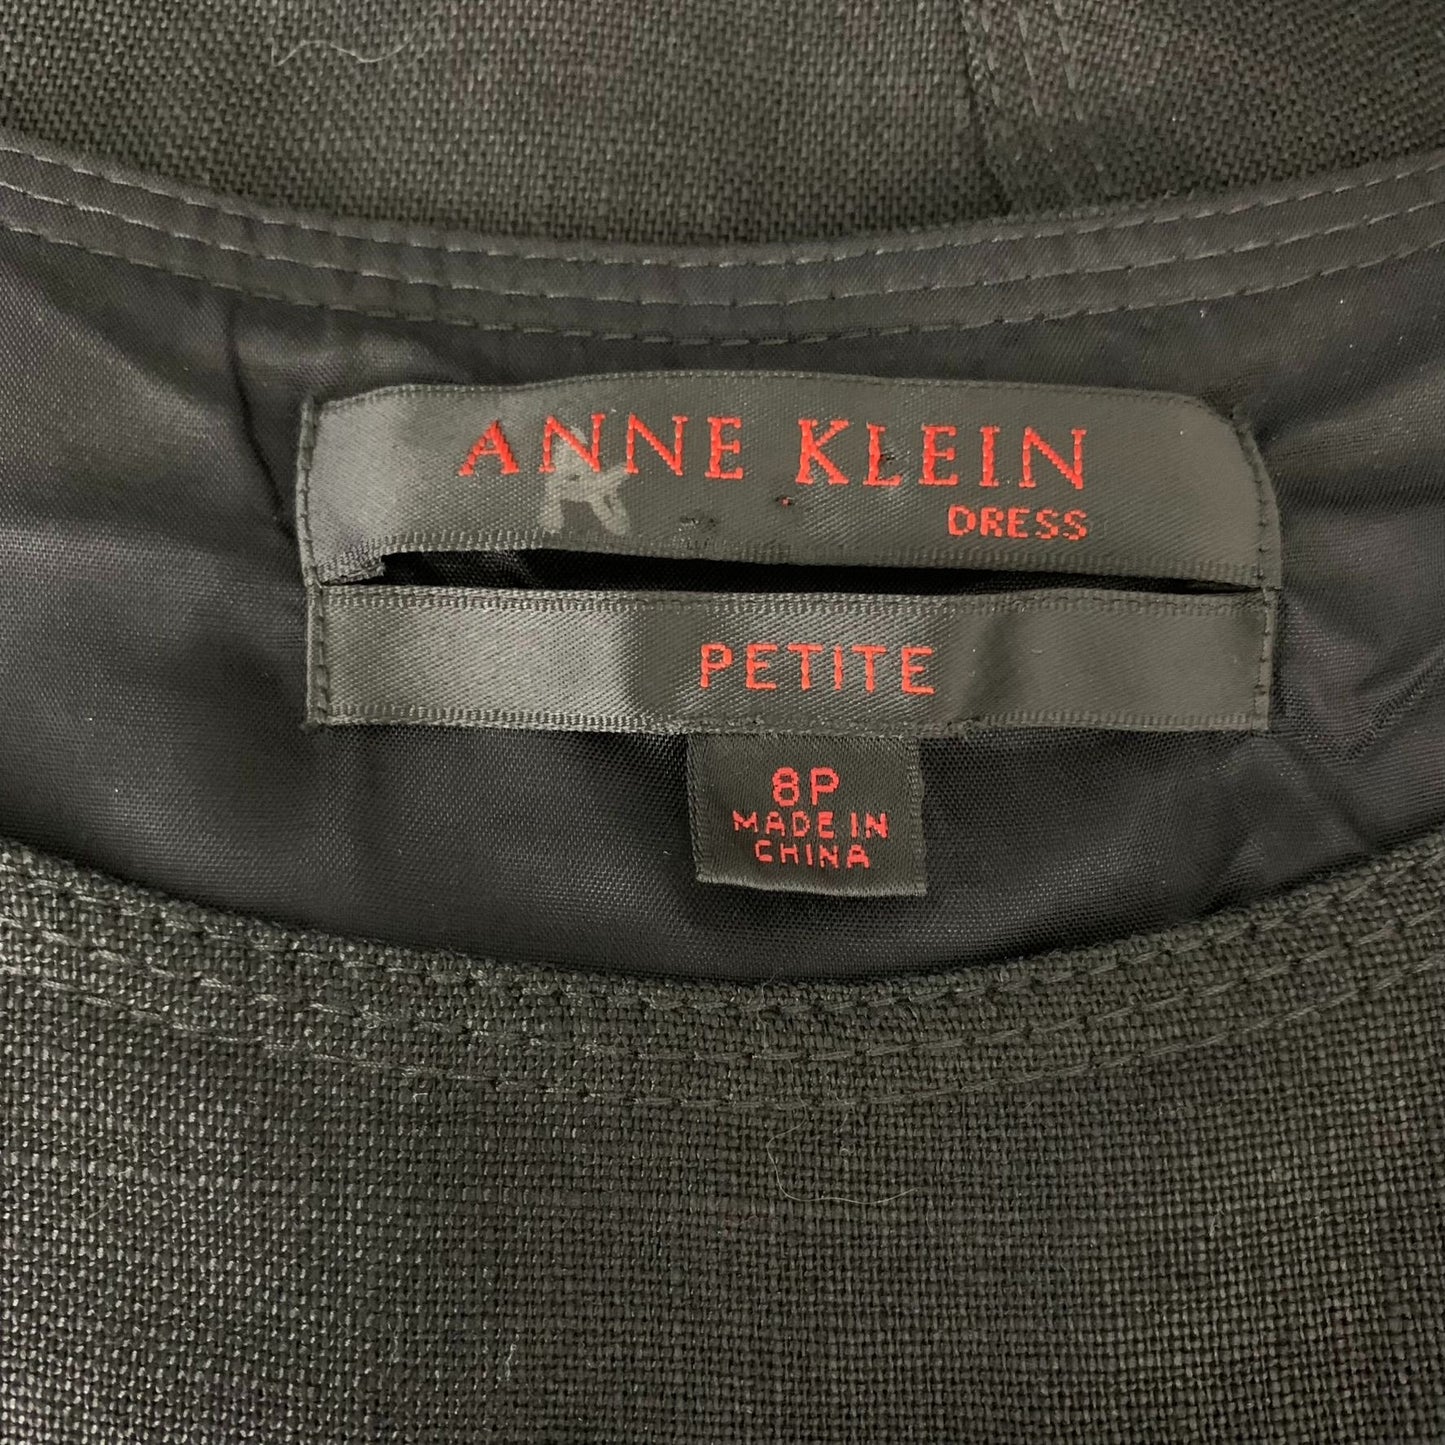 ANNE KLEIN
DRESS
PETITE
8P
MADE IN
CHINA